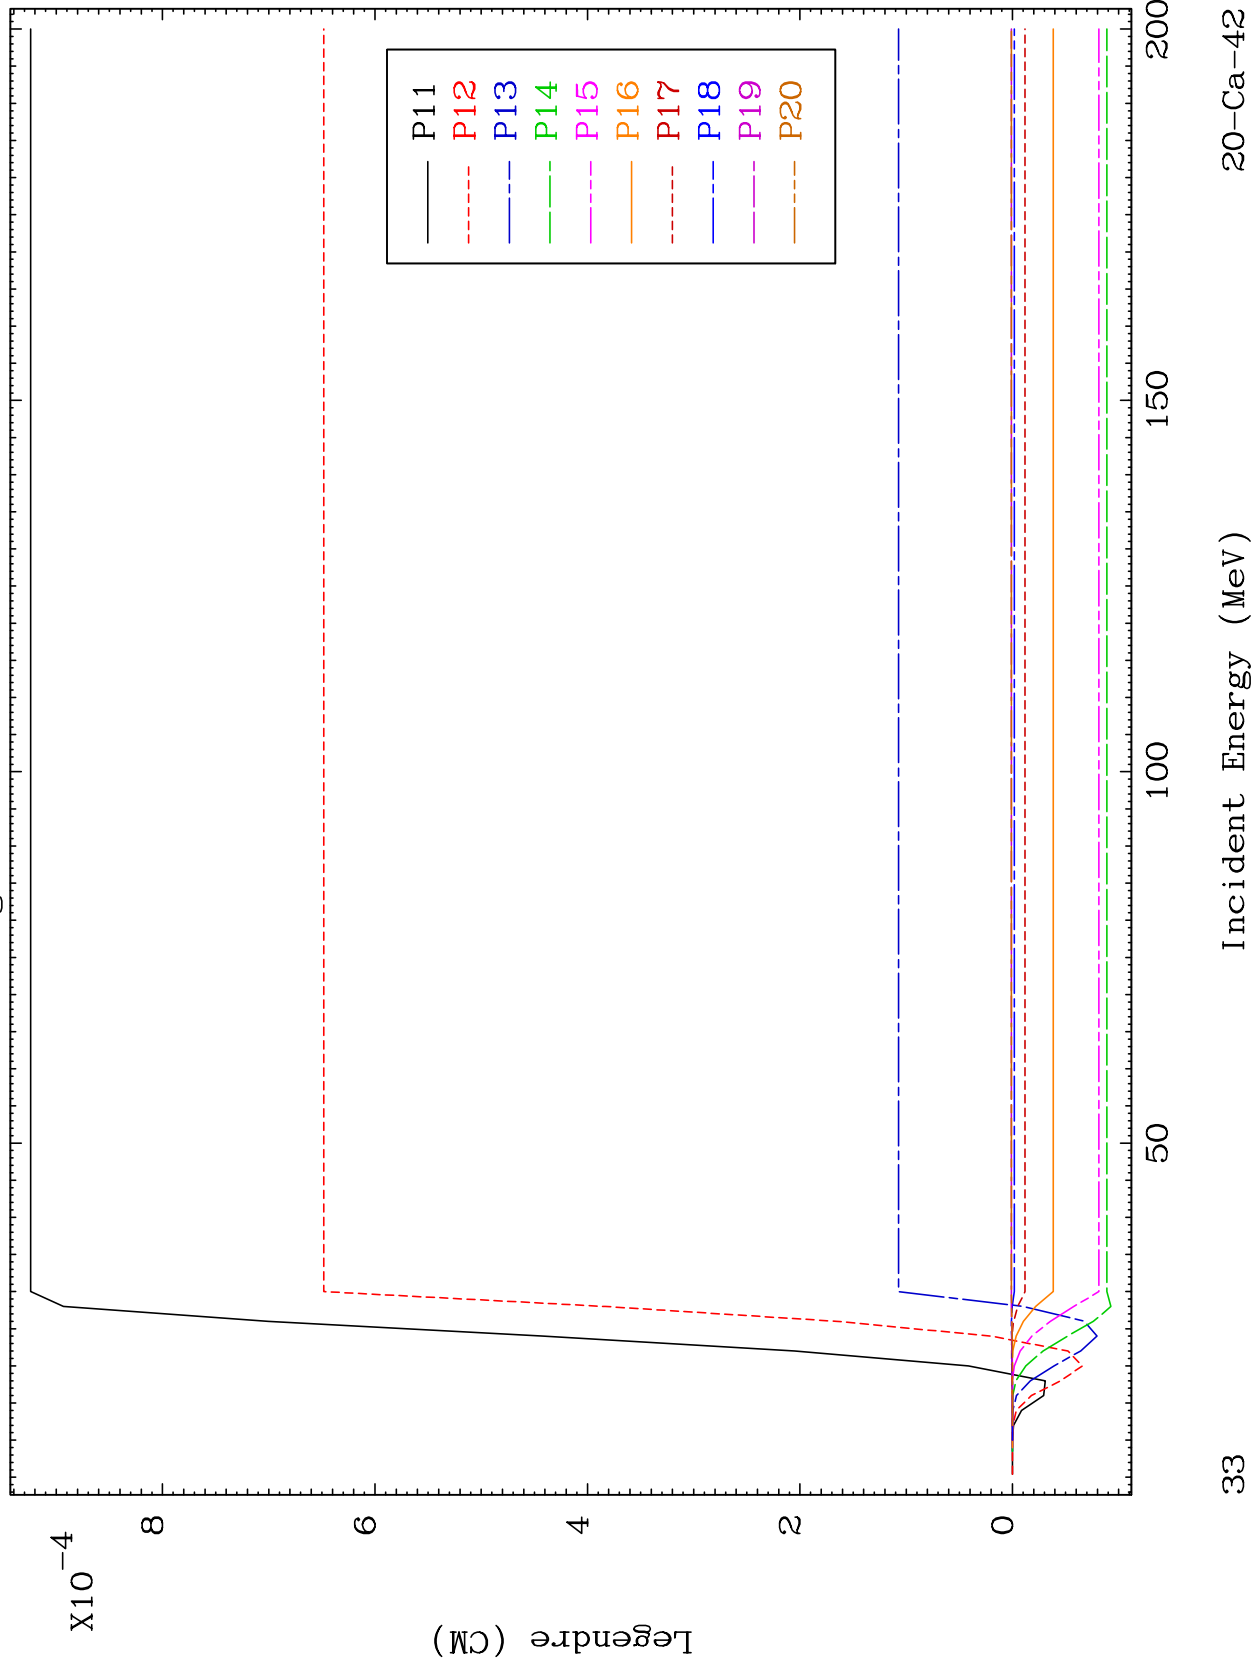 X10-4
8
6
4
2
0
Legendre (CM)
P11
P12
P13
P14
P15
P16
P17
P18
P19
P20
50
100
150
200
Incident Energy (MeV)
33
20-Ca-42